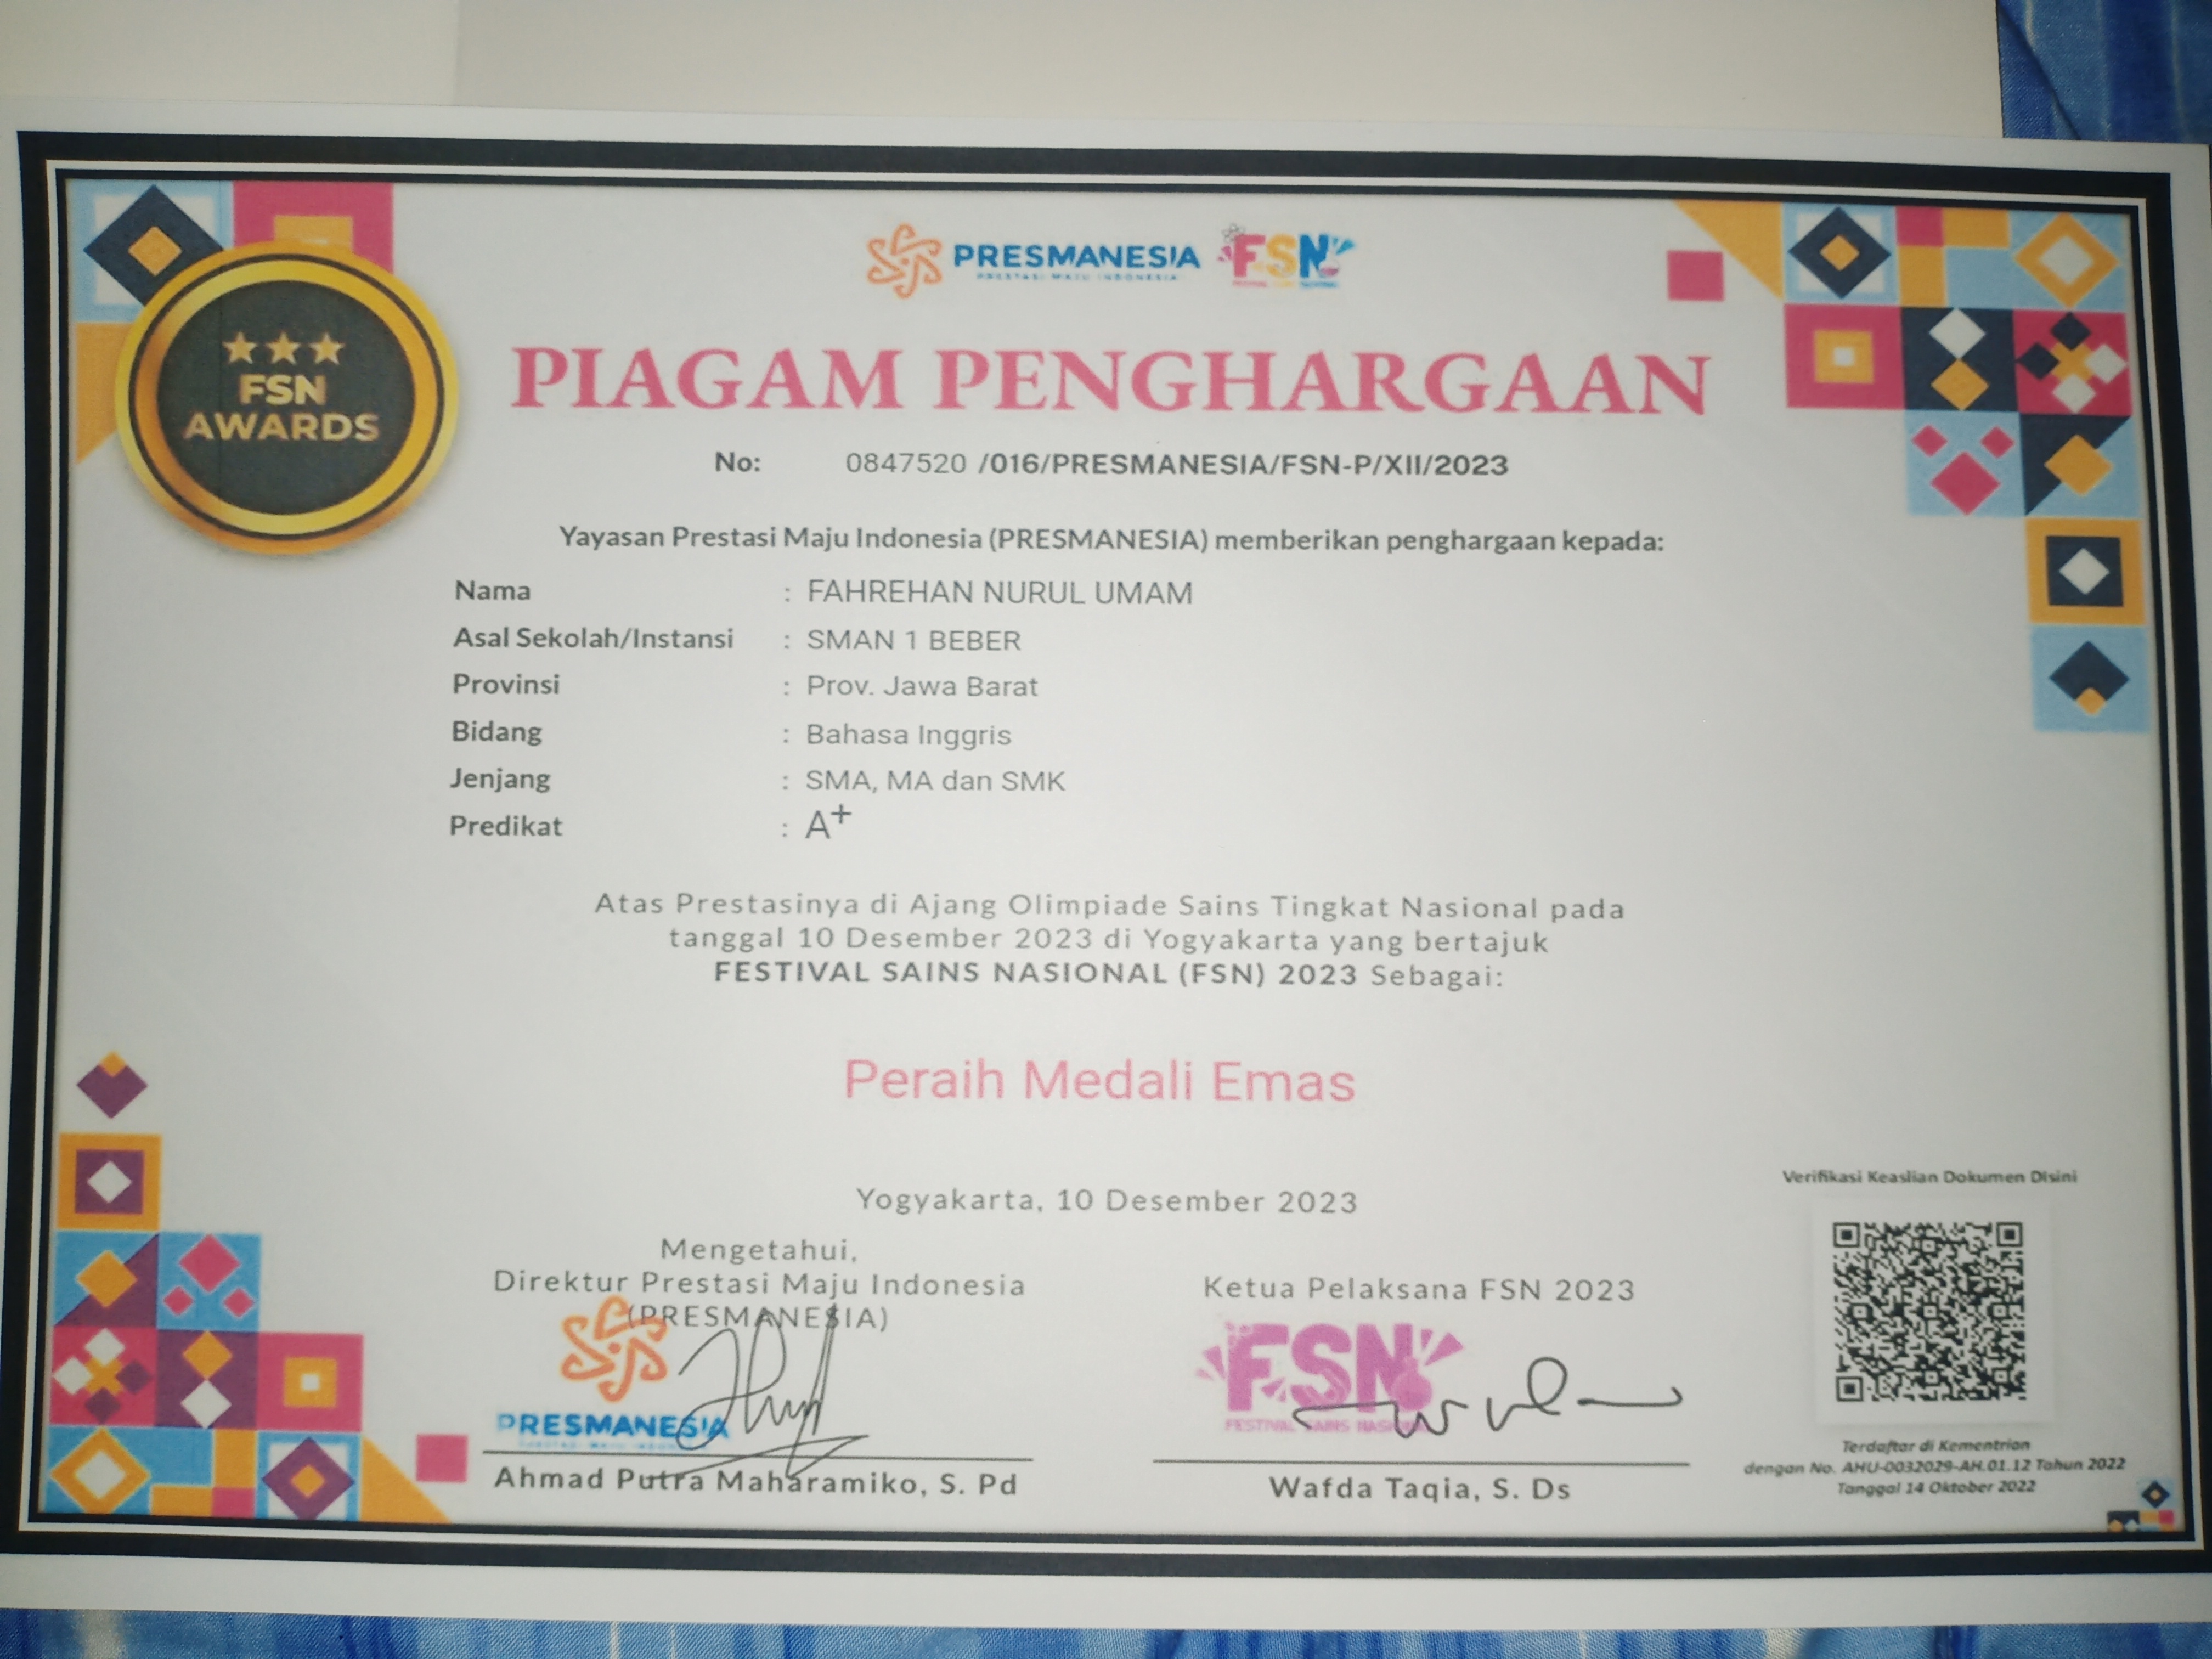 PRESMANESIA
PRESTASI MAJU INDONESIA
FSN
★★★
FSN
AWARDS
PIAGAM PENGHARGAAN
No: 0847520 /016/PRESMANESIA/FSN-P/XII/2023
Yayasan Prestasi Maju Indonesia (PRESMANESIA) memberikan penghargaan kepada:
Nama : FAHREHAN NURUL UMAM
Asal Sekolah/Instansi : SMAN 1 BEBER
Provinsi : Prov. Jawa Barat
Bidang : Bahasa Inggris
Jenjang : SMA, MA dan SMK
Predikat : A+
Atas Prestasinya di Ajang Olimpiade Sains Tingkat Nasional pada
tanggal 10 Desember 2023 di Yogyakarta yang bertajuk
FESTIVAL SAINS NASIONAL (FSN) 2023 Sebagai:
Peraih Medali Emas
Yogyakarta, 10 Desember 2023
Mengetahui,
Direktur Prestasi Maju Indonesia
(PRESMANESIA)
PRESMANESIA
Ahmad Putra Maharamiko, S. Pd
Ketua Pelaksana FSN 2023
FSN
FESTIVAL SAINS NASIONAL
Wafda Taqia, S. Ds
Verifikasi Keaslian Dokumen Disini
Terdaftar di Kementrian
dengan No. AHU-0032029-AH.01.12 Tahun 2022
Tanggal 14 Oktober 2022